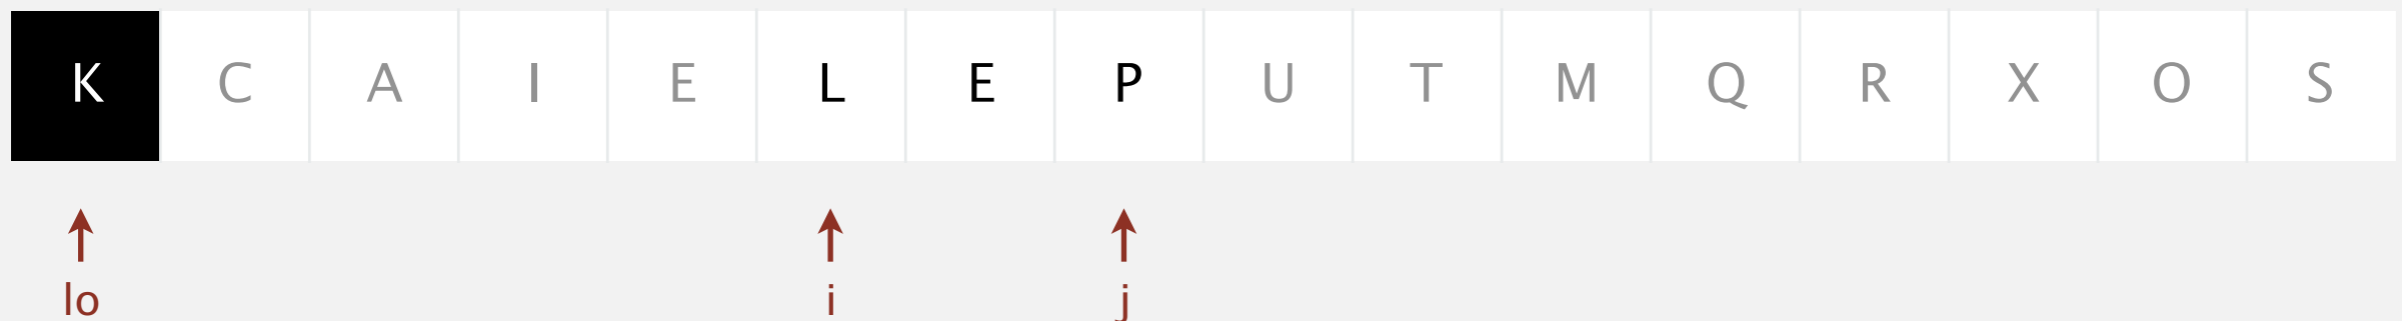 K C A I E L E P U T M Q R X O S
lo i j